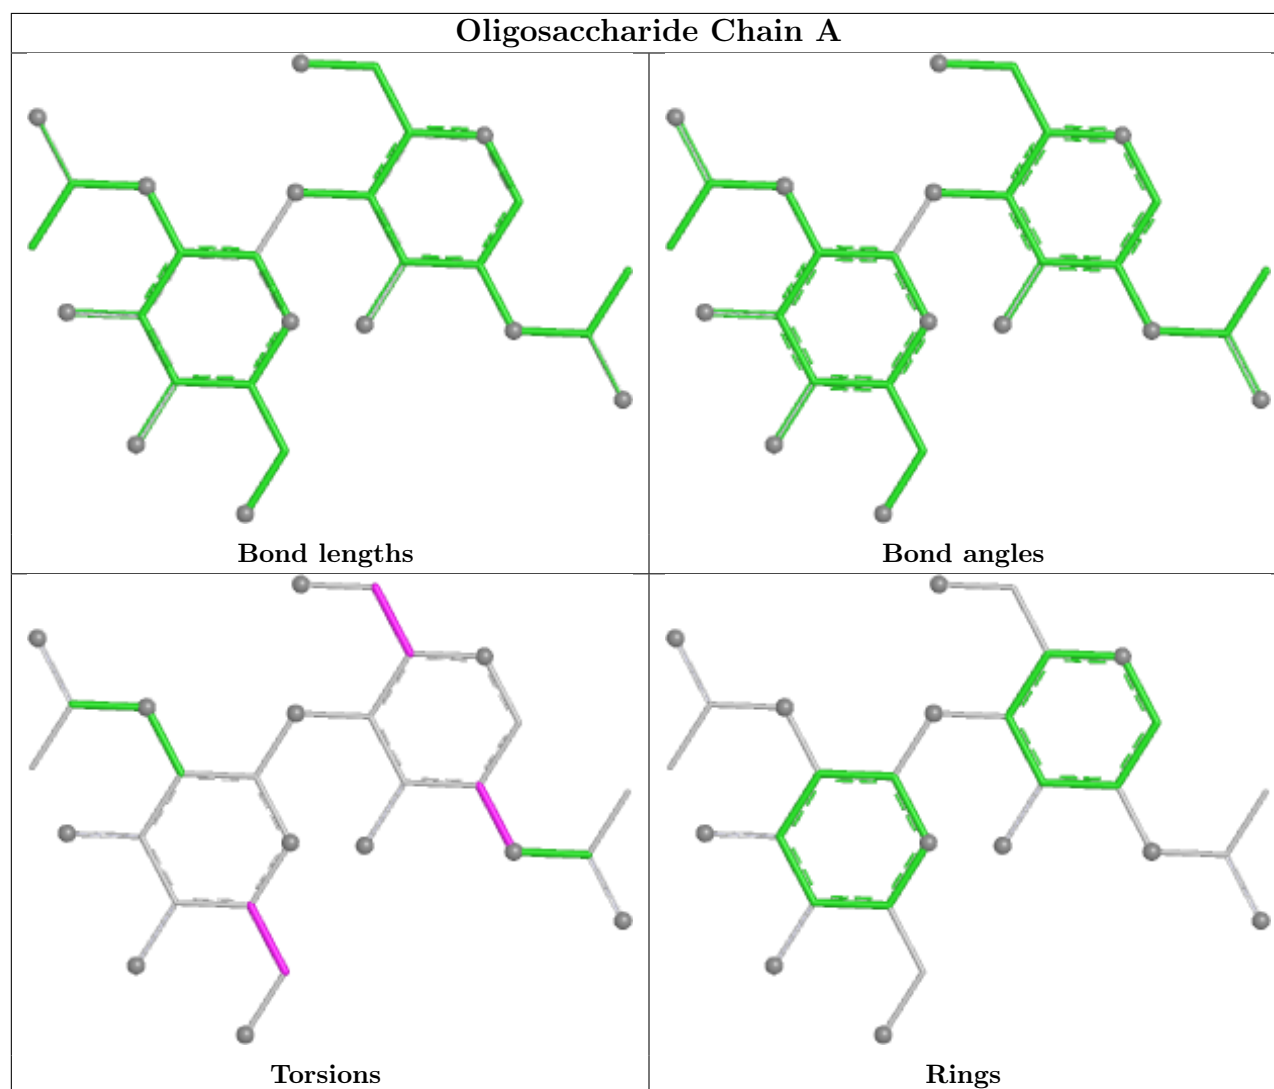 Oligosaccharide Chain A
Bond lengths
Bond angles
Torsions
Rings